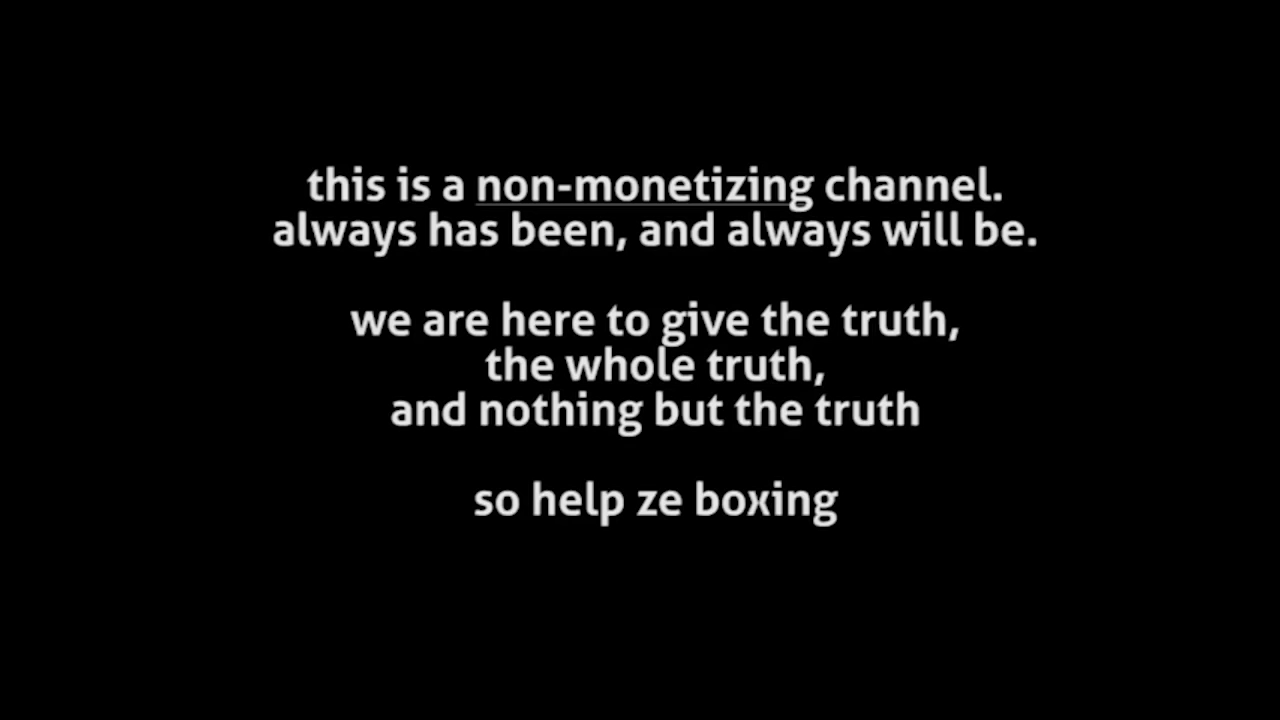 this is a non-monetizing channel.
always has been, and always will be.
we are here to give the truth,
the whole truth,
and nothing but the truth
so help ze boxing